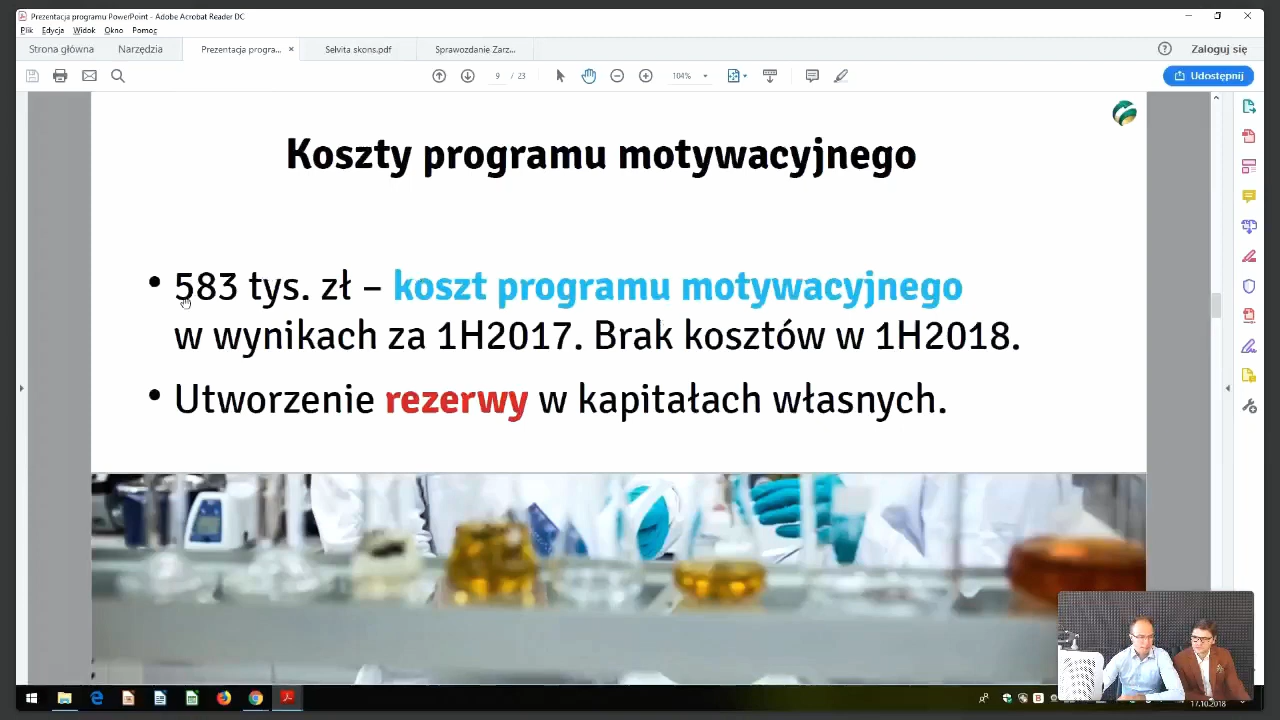 Prezentacja programu PowerPoint - Adobe Acrobat Reader DC
Plik Edycja Widok Okno Pomoc
Strona główna Narzędzia Prezentacja progra... × Selvita skons.pdf Sprawozdanie Zarz... Zaloguj się
9 / 23 104% Udostępnij
Koszty programu motywacyjnego
• 583 tys. zł – koszt programu motywacyjnego
w wynikach za 1H2017. Brak kosztów w 1H2018.
• Utworzenie rezerwy w kapitałach własnych.
17.10.2018